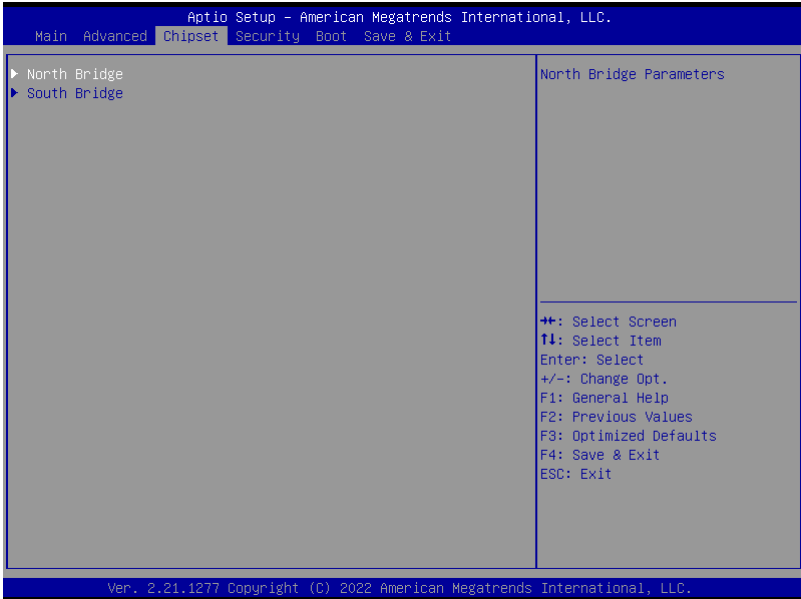 Aptio Setup – American Megatrends International, LLC.
Main Advanced Chipset Security Boot Save & Exit
North Bridge
South Bridge
North Bridge Parameters
→←: Select Screen
↑↓: Select Item
Enter: Select
+/-: Change Opt.
F1: General Help
F2: Previous Values
F3: Optimized Defaults
F4: Save & Exit
ESC: Exit
Ver. 2.21.1277 Copyright (C) 2022 American Megatrends International, LLC.